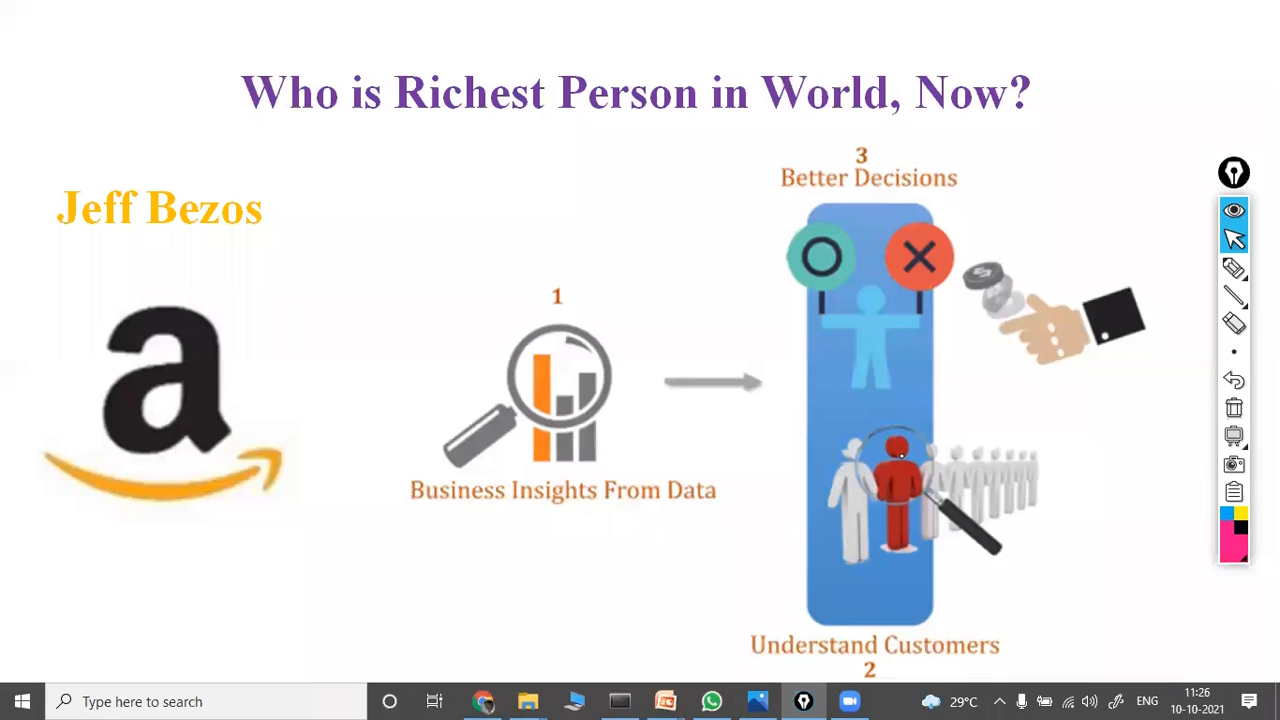 Who is Richest Person in World, Now?
Jeff Bezos
a
1
Business Insights From Data
3
Better Decisions
Understand Customers
2
Type here to search
29°C
ENG
11:26
10-10-2021